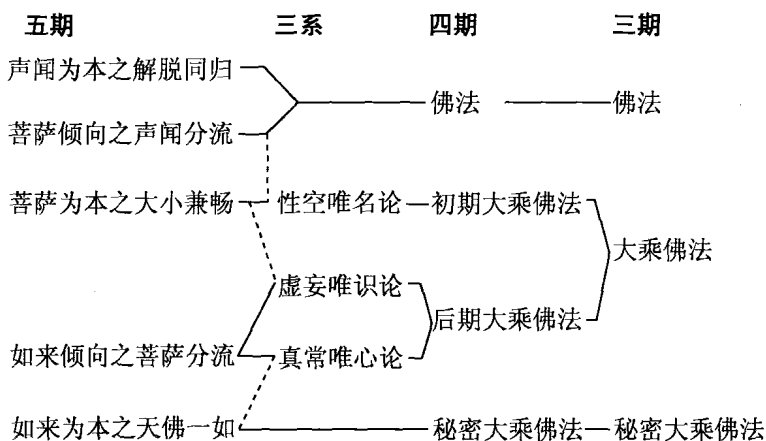 五期 三系 四期 三期
声闻为本之解脱同归
菩萨倾向之声闻分流 佛法 佛法
菩萨为本之大小兼畅 性空唯名论 初期大乘佛法
大乘佛法
虚妄唯识论
后期大乘佛法
如来倾向之菩萨分流 真常唯心论
如来为本之天佛一如 秘密大乘佛法 秘密大乘佛法